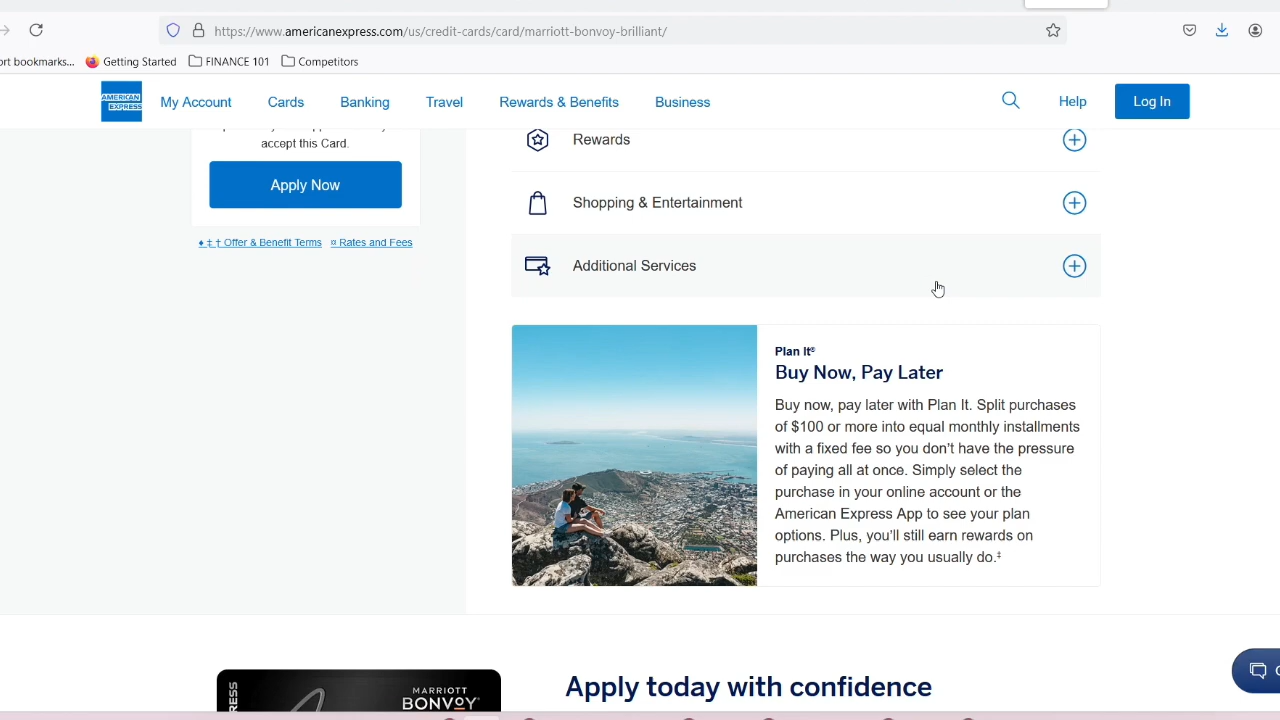 https://www.americanexpress.com/us/credit-cards/card/marriott-bonvoy-brilliant/
ort bookmarks... Getting Started FINANCE 101 Competitors
AMERICAN
EXPRESS
My Account Cards Banking Travel Rewards & Benefits Business Help Log In
accept this Card.
Apply Now
♦ ‡ † Offer & Benefit Terms ¤ Rates and Fees
Rewards
Shopping & Entertainment
Additional Services
Plan It®
Buy Now, Pay Later
Buy now, pay later with Plan It. Split purchases
of $100 or more into equal monthly installments
with a fixed fee so you don’t have the pressure
of paying all at once. Simply select the
purchase in your online account or the
American Express App to see your plan
options. Plus, you’ll still earn rewards on
purchases the way you usually do.‡
PRESS
MARRIOTT
BONVOY
Apply today with confidence